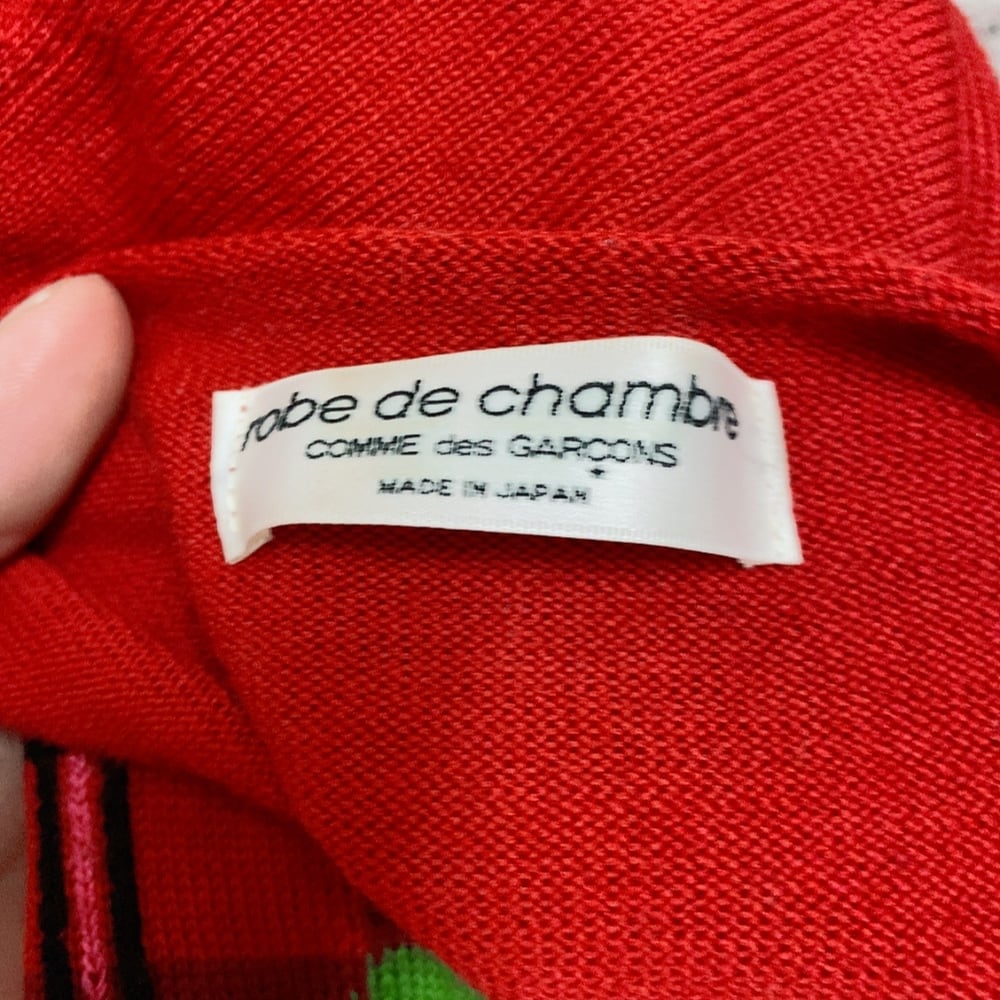 robe de chambre
COMME des GARÇONS
MADE IN JAPAN